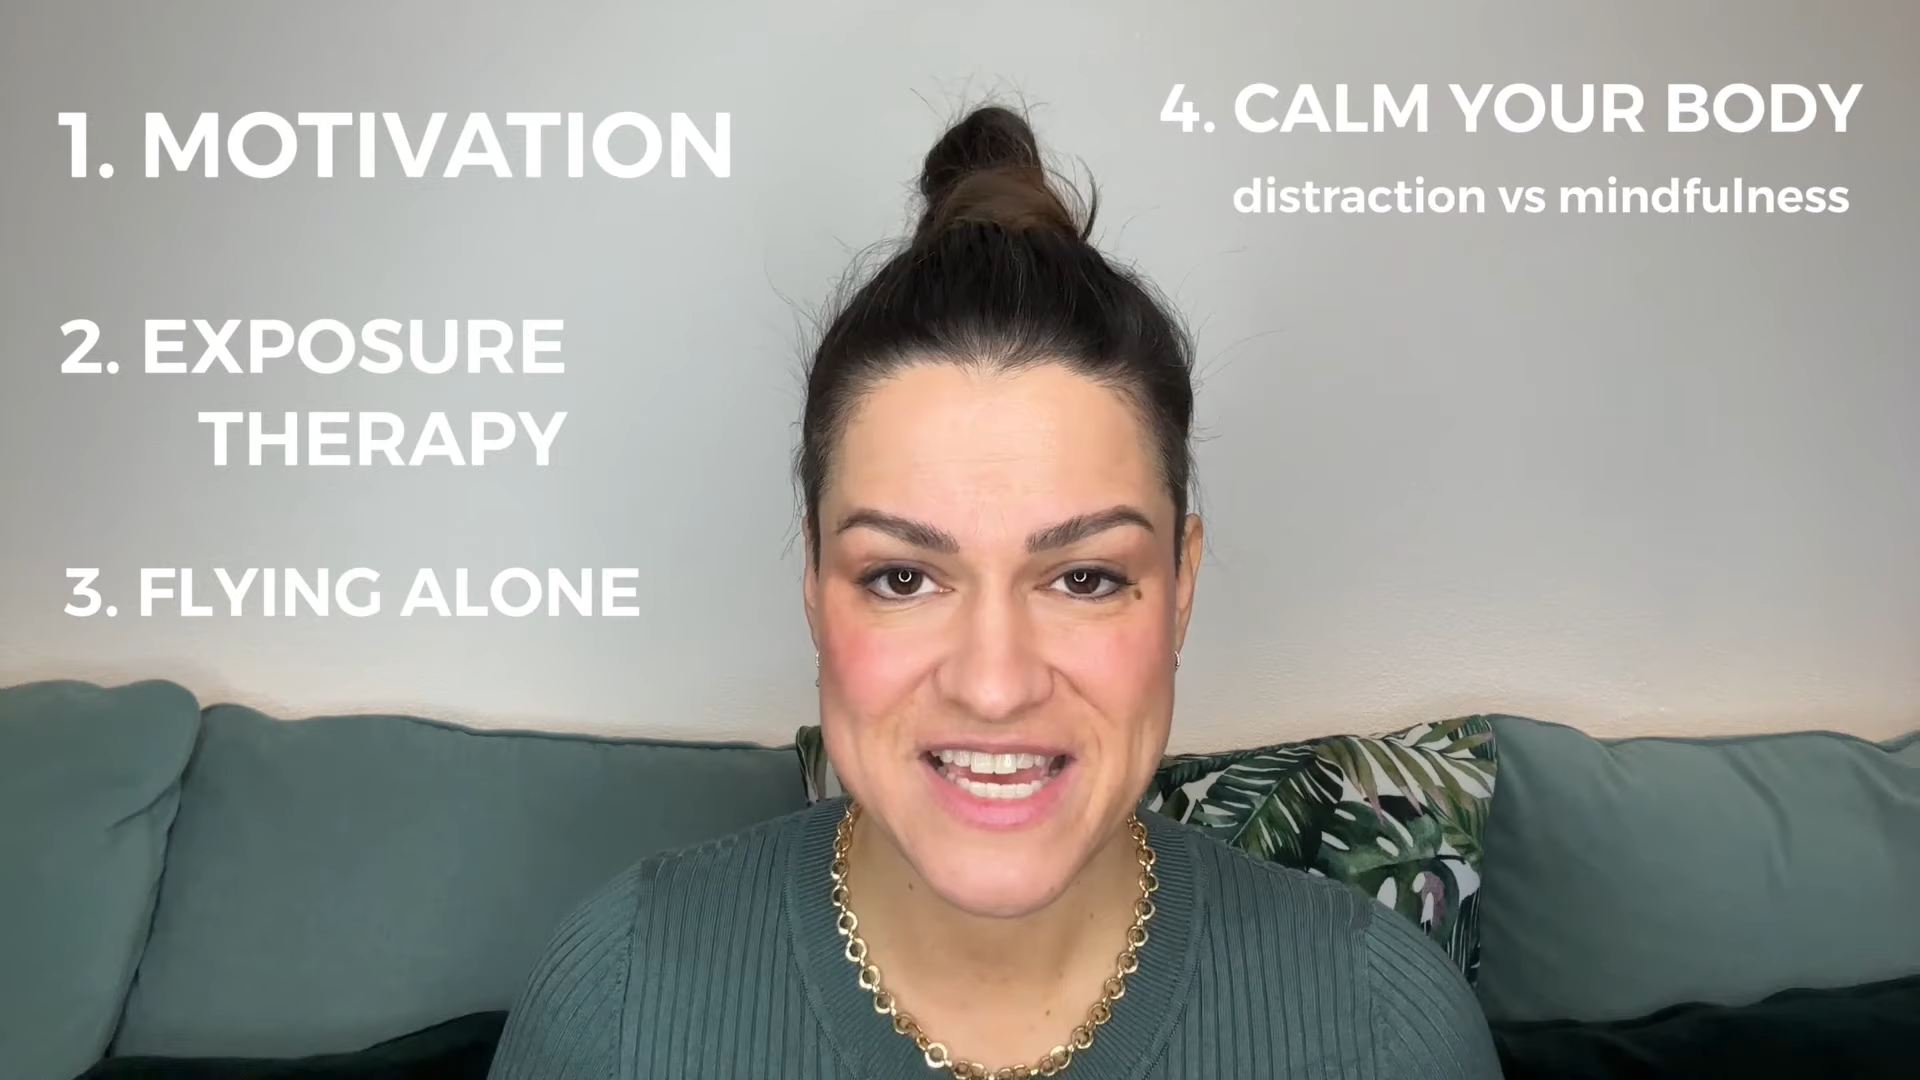 1. MOTIVATION
2. EXPOSURE
THERAPY
3. FLYING ALONE
4. CALM YOUR BODY
distraction vs mindfulness